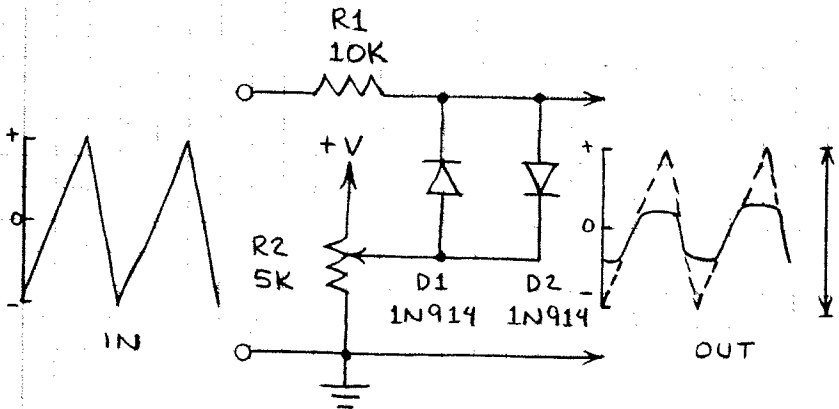 R1
10K
+
0
-
IN
+V
R2
5K
D1
1N914
D2
1N914
+
0
-
OUT